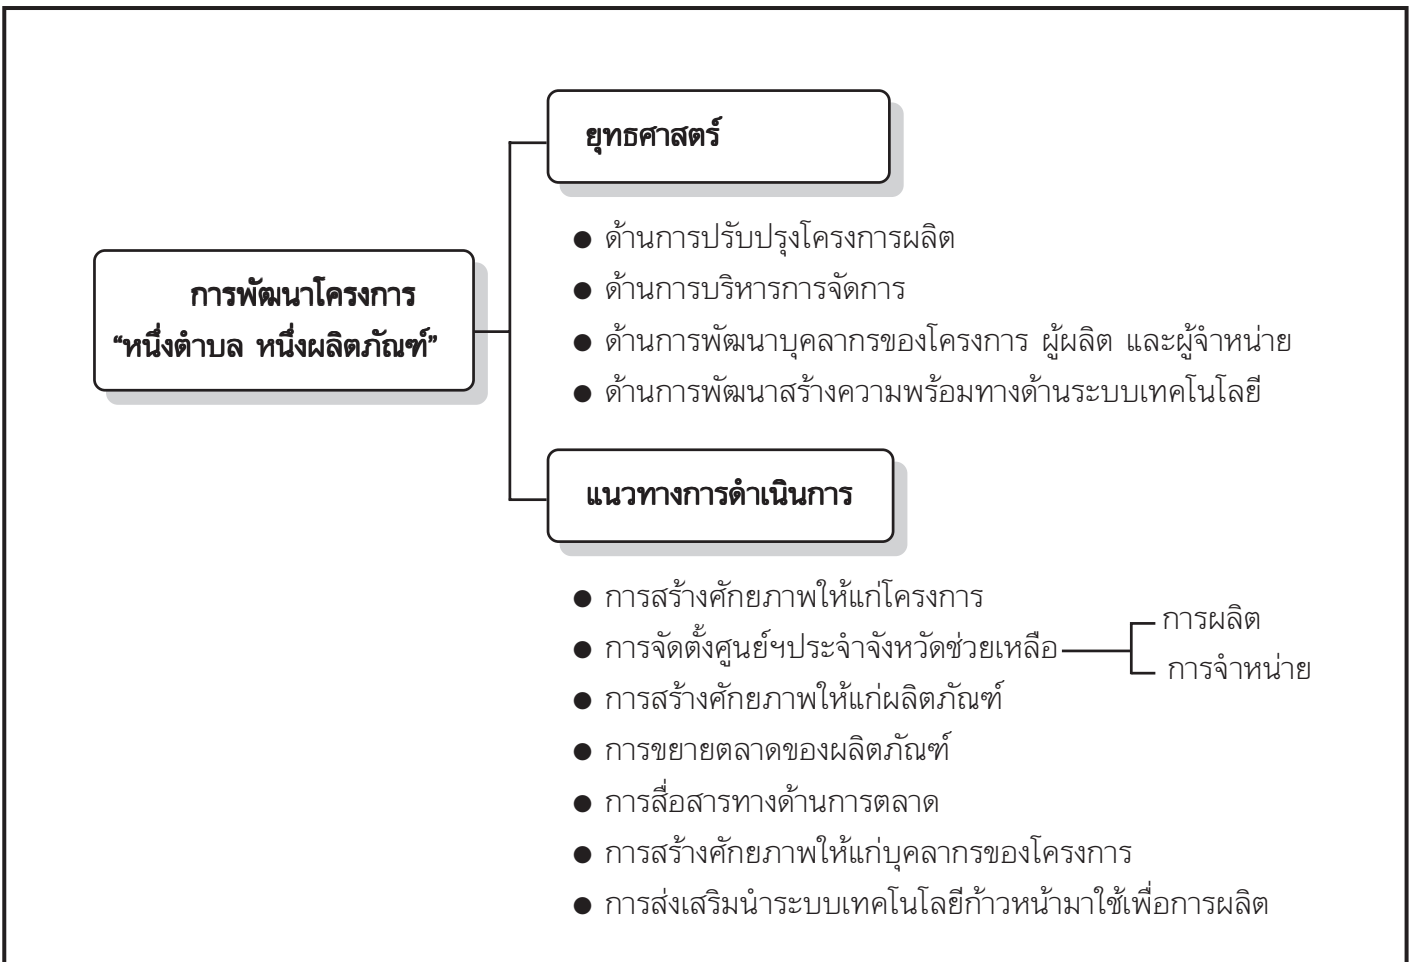 ยุทธศาสตร์
● ด้านการปรับปรุงโครงการผลิต
● ด้านการบริหารการจัดการ
● ด้านการพัฒนาบุคลากรของโครงการ ผู้ผลิต และผู้จำหน่าย
● ด้านการพัฒนาสร้างความพร้อมทางด้านระบบเทคโนโลยี
การพัฒนาโครงการ
“หนึ่งตำบล หนึ่งผลิตภัณฑ์”
แนวทางการดำเนินการ
● การสร้างศักยภาพให้แก่โครงการ
● การจัดตั้งศูนย์ฯประจำจังหวัดช่วยเหลือ
การผลิต
การจำหน่าย
● การสร้างศักยภาพให้แก่ผลิตภัณฑ์
● การขยายตลาดของผลิตภัณฑ์
● การสื่อสารทางด้านการตลาด
● การสร้างศักยภาพให้แก่บุคลากรของโครงการ
● การส่งเสริมนำระบบเทคโนโลยีก้าวหน้ามาใช้เพื่อการผลิต